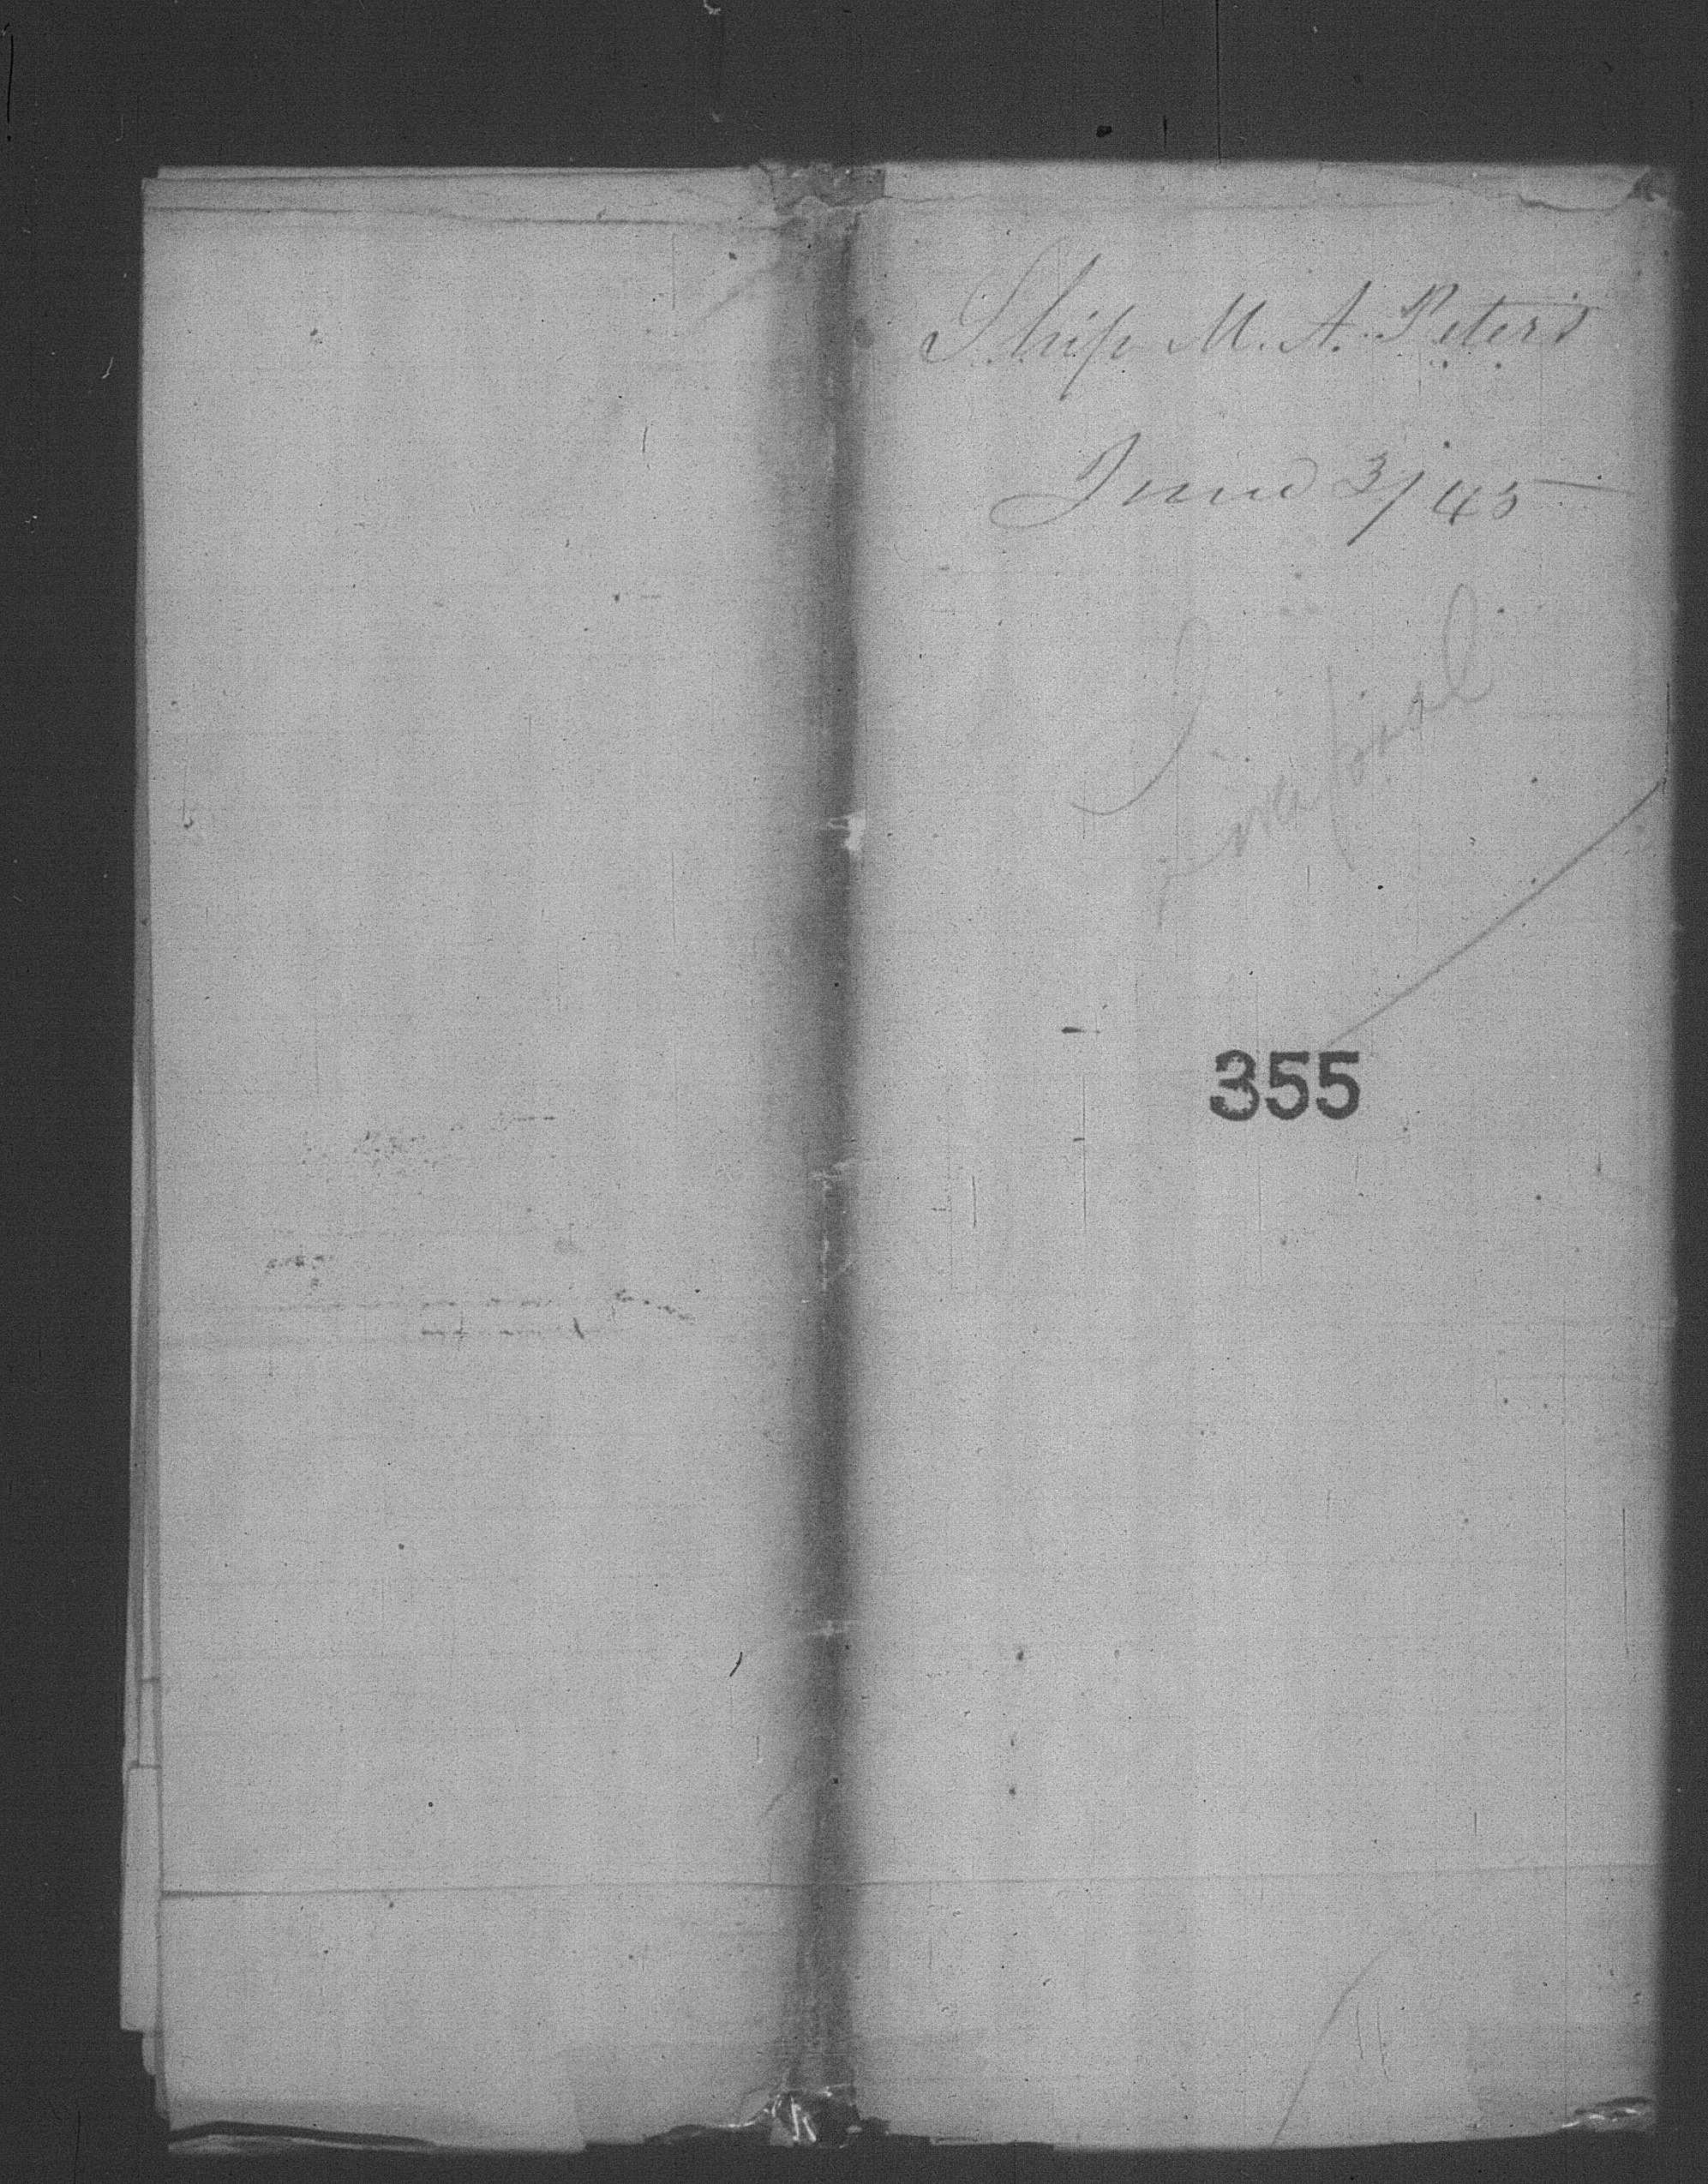 Ship M. A. Peters
June 3/45
Liverpool
355